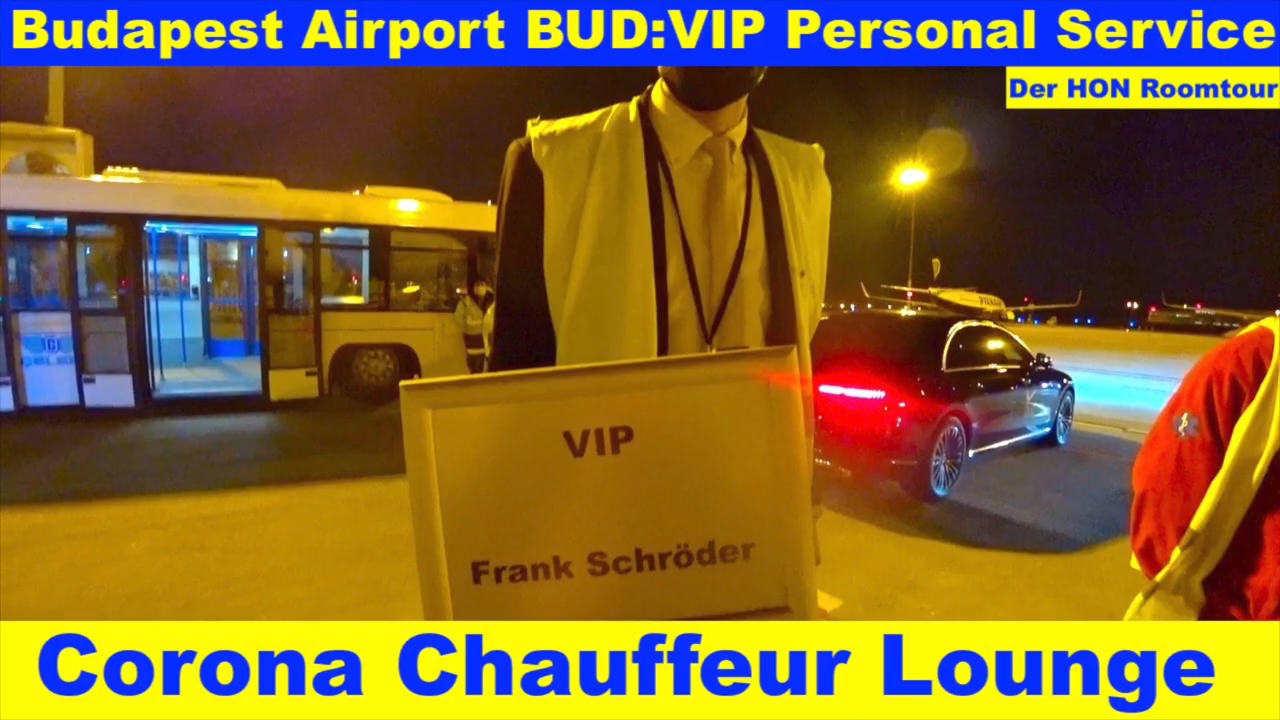 Budapest Airport BUD:VIP Personal Service
Der HON Roomtour
VIP
Frank Schröder
Corona Chauffeur Lounge